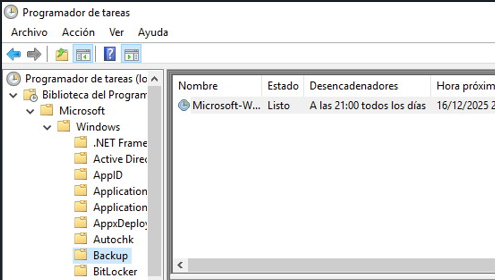 Programador de tareas
Archivo Acción Ver Ayuda
Programador de tareas (lo
Biblioteca del Program
Microsoft
Windows
.NET Frame
Active Direc
AppID
Application
Application
AppxDeploy
Autochk
Backup
BitLocker
Nombre Estado Desencadenadores Hora próxim
Microsoft-W... Listo A las 21:00 todos los días 16/12/2025 2